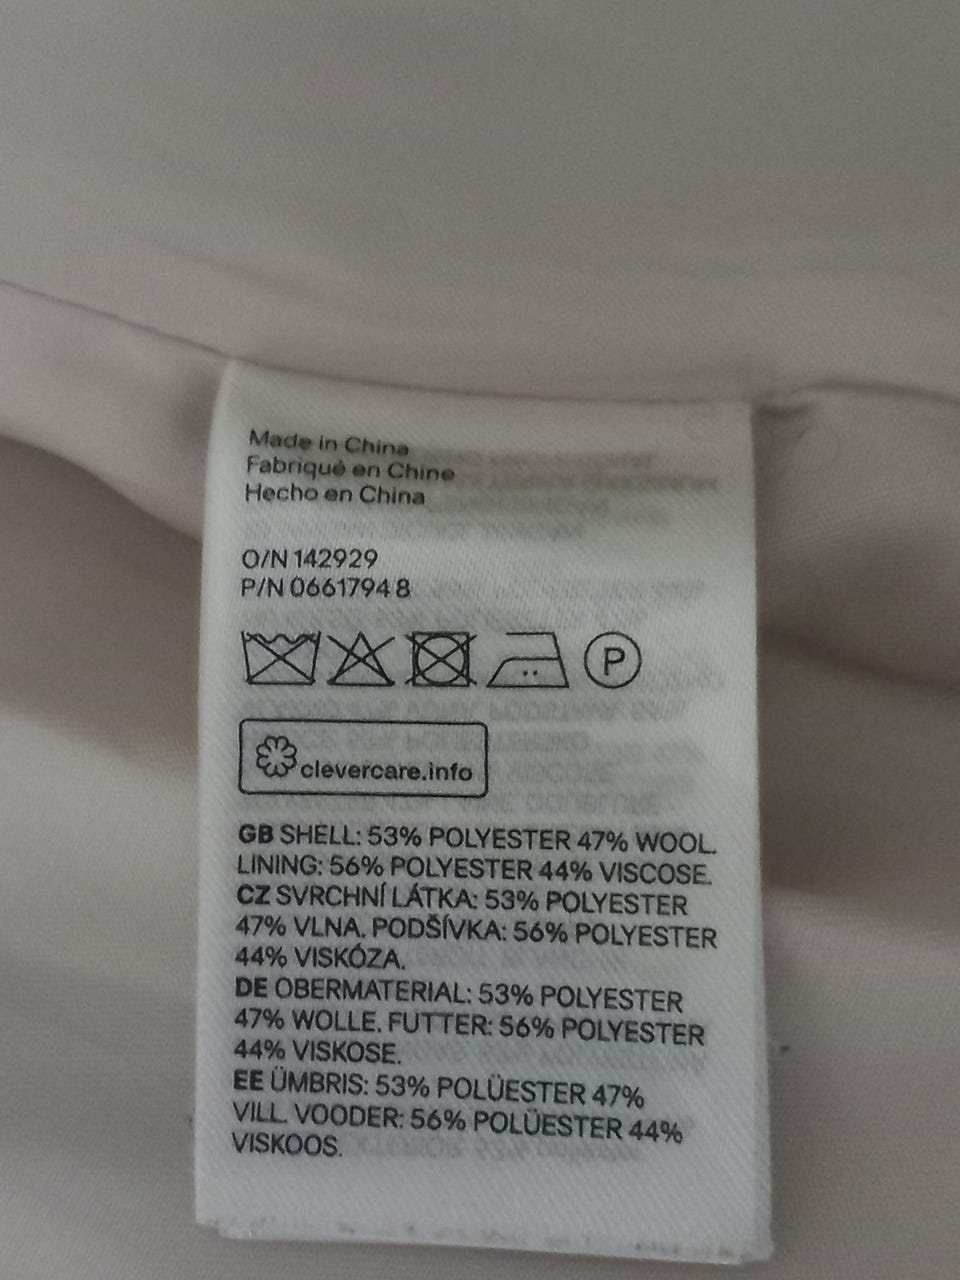 Made in China
Fabriqué en Chine
Hecho en China
O/N 142929
P/N 0661794 8
P
clevercare.info
GB SHELL: 53% POLYESTER 47% WOOL.
LINING: 56% POLYESTER 44% VISCOSE.
CZ SVRCHNÍ LÁTKA: 53% POLYESTER
47% VLNA. PODŠÍVKA: 56% POLYESTER
44% VISKÓZA.
DE OBERMATERIAL: 53% POLYESTER
47% WOLLE. FUTTER: 56% POLYESTER
44% VISKOSE.
EE ÜMBRIS: 53% POLÜESTER 47%
VILL. VOODER: 56% POLÜESTER 44%
VISKOOS.